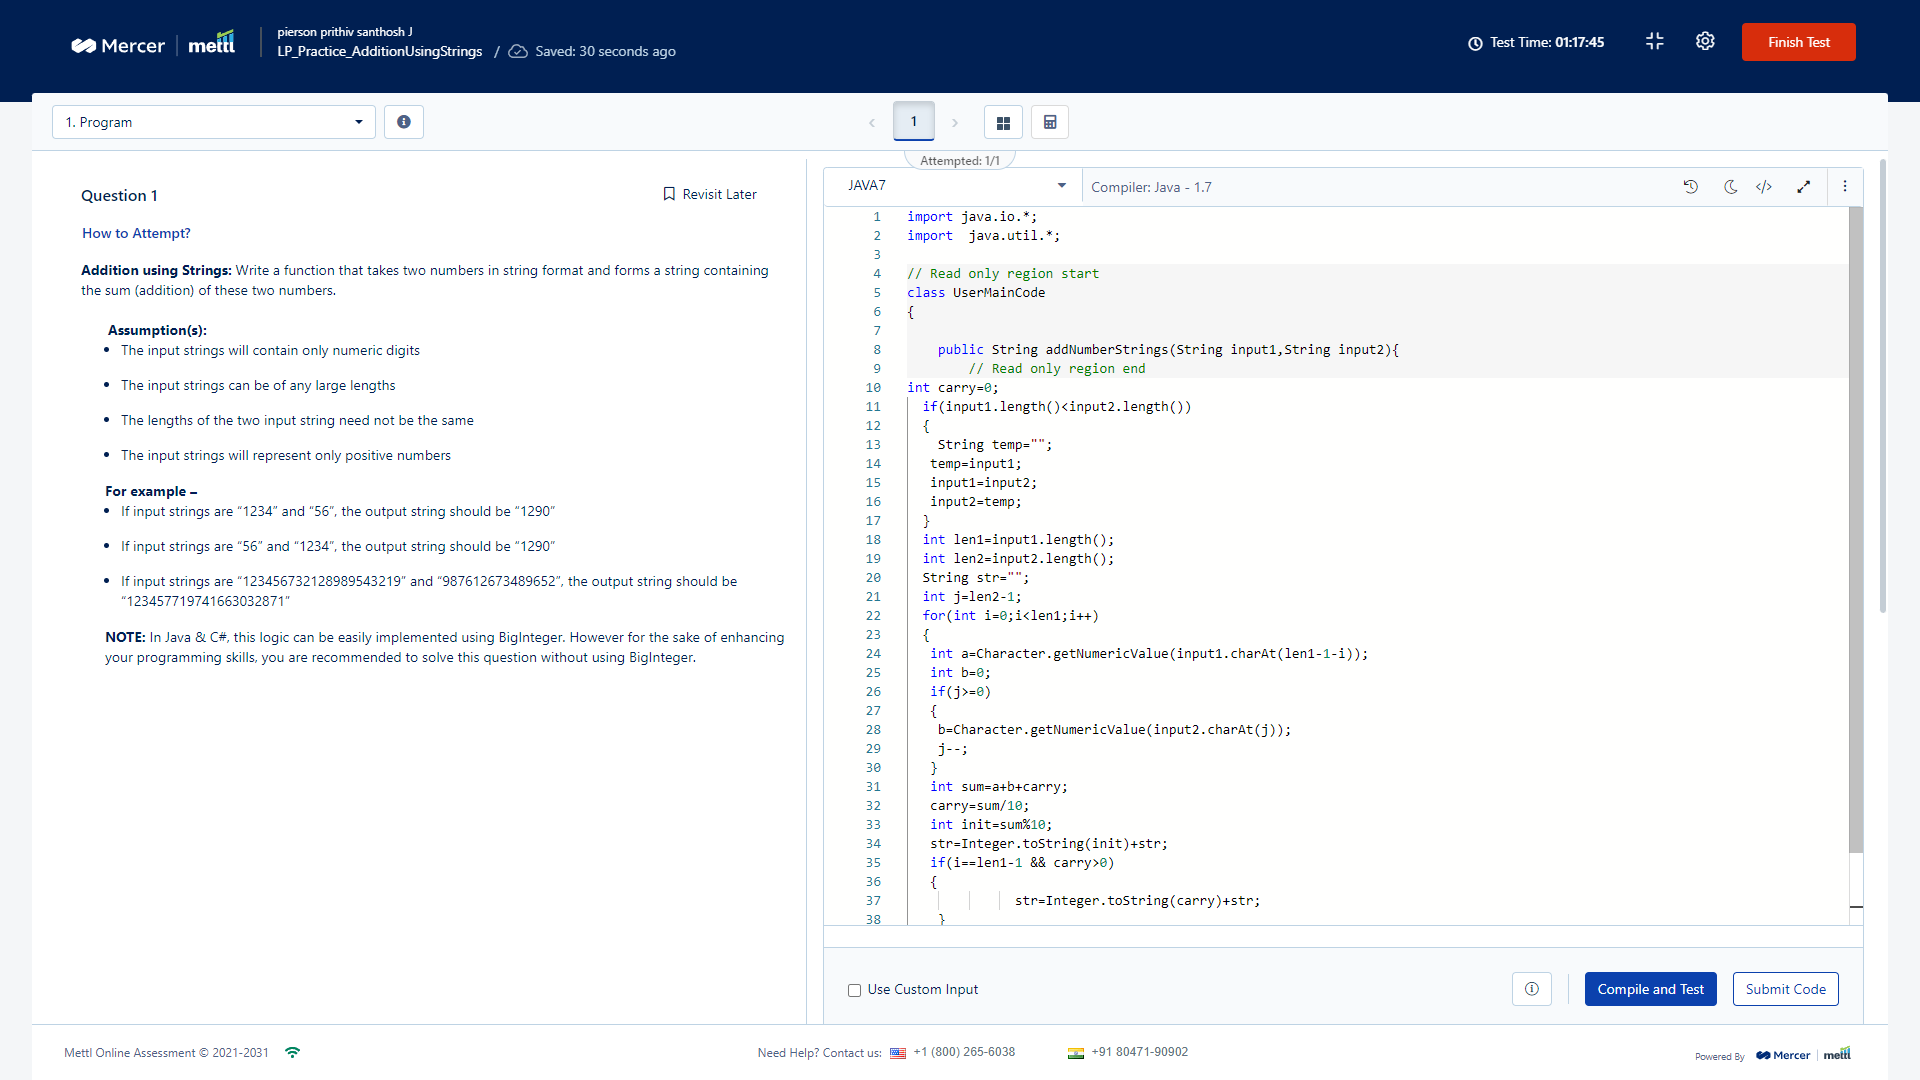 Mercer mettl
pierson prithiv santhosh J
LP_Practice_AdditionUsingStrings / Saved: 30 seconds ago
Test Time: 01:17:45
Finish Test
1. Program
1
Attempted: 1/1
Question 1
Revisit Later
How to Attempt?
Addition using Strings: Write a function that takes two numbers in string format and forms a string containing
the sum (addition) of these two numbers.
Assumption(s):
• The input strings will contain only numeric digits
• The input strings can be of any large lengths
• The lengths of the two input string need not be the same
• The input strings will represent only positive numbers
For example –
• If input strings are “1234” and “56”, the output string should be “1290”
• If input strings are “56” and “1234”, the output string should be “1290”
• If input strings are “123456732128989543219” and “987612673489652”, the output string should be
“123457719741663032871”
NOTE: In Java & C#, this logic can be easily implemented using BigInteger. However for the sake of enhancing
your programming skills, you are recommended to solve this question without using BigInteger.
JAVA7
Compiler: Java - 1.7
1 import java.io.*;
2 import  java.util.*;
3
4 // Read only region start
5 class UserMainCode
6 {
7
8     public String addNumberStrings(String input1,String input2){
9         // Read only region end
10 int carry=0;
11   if(input1.length()<input2.length())
12   {
13     String temp="";
14    temp=input1;
15    input1=input2;
16    input2=temp;
17   }
18   int len1=input1.length();
19   int len2=input2.length();
20   String str="";
21   int j=len2-1;
22   for(int i=0;i<len1;i++)
23   {
24    int a=Character.getNumericValue(input1.charAt(len1-1-i));
25    int b=0;
26    if(j>=0)
27    {
28     b=Character.getNumericValue(input2.charAt(j));
29     j--;
30    }
31    int sum=a+b+carry;
32    carry=sum/10;
33    int init=sum%10;
34    str=Integer.toString(init)+str;
35    if(i==len1-1 && carry>0)
36    {
37               str=Integer.toString(carry)+str;
38     }
Use Custom Input
Compile and Test
Submit Code
Mettl Online Assessment © 2021-2031
Need Help? Contact us: +1 (800) 265-6038
+91 80471-90902
Powered By Mercer mettl